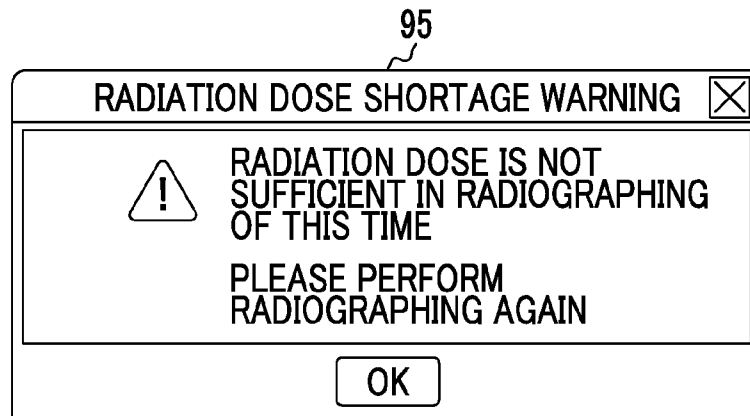 95
RADIATION DOSE SHORTAGE WARNING
RADIATION DOSE IS NOT
SUFFICIENT IN RADIOGRAPHING
OF THIS TIME
PLEASE PERFORM
RADIOGRAPHING AGAIN
OK